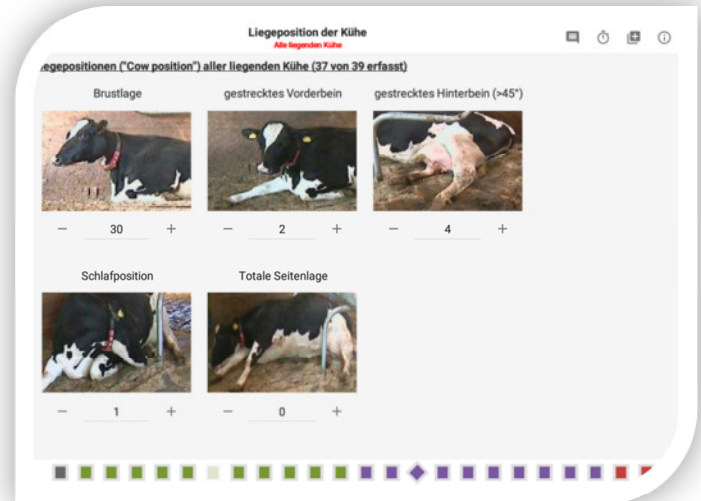 Liegeposition der Kühe
Alle liegenden Kühe
iegepositionen ("Cow position") aller liegenden Kühe (37 von 39 erfasst)
Brustlage gestrecktes Vorderbein gestrecktes Hinterbein (>45°)
− 30 + − 2 + − 4 +
Schlafposition Totale Seitenlage
− 1 + − 0 +